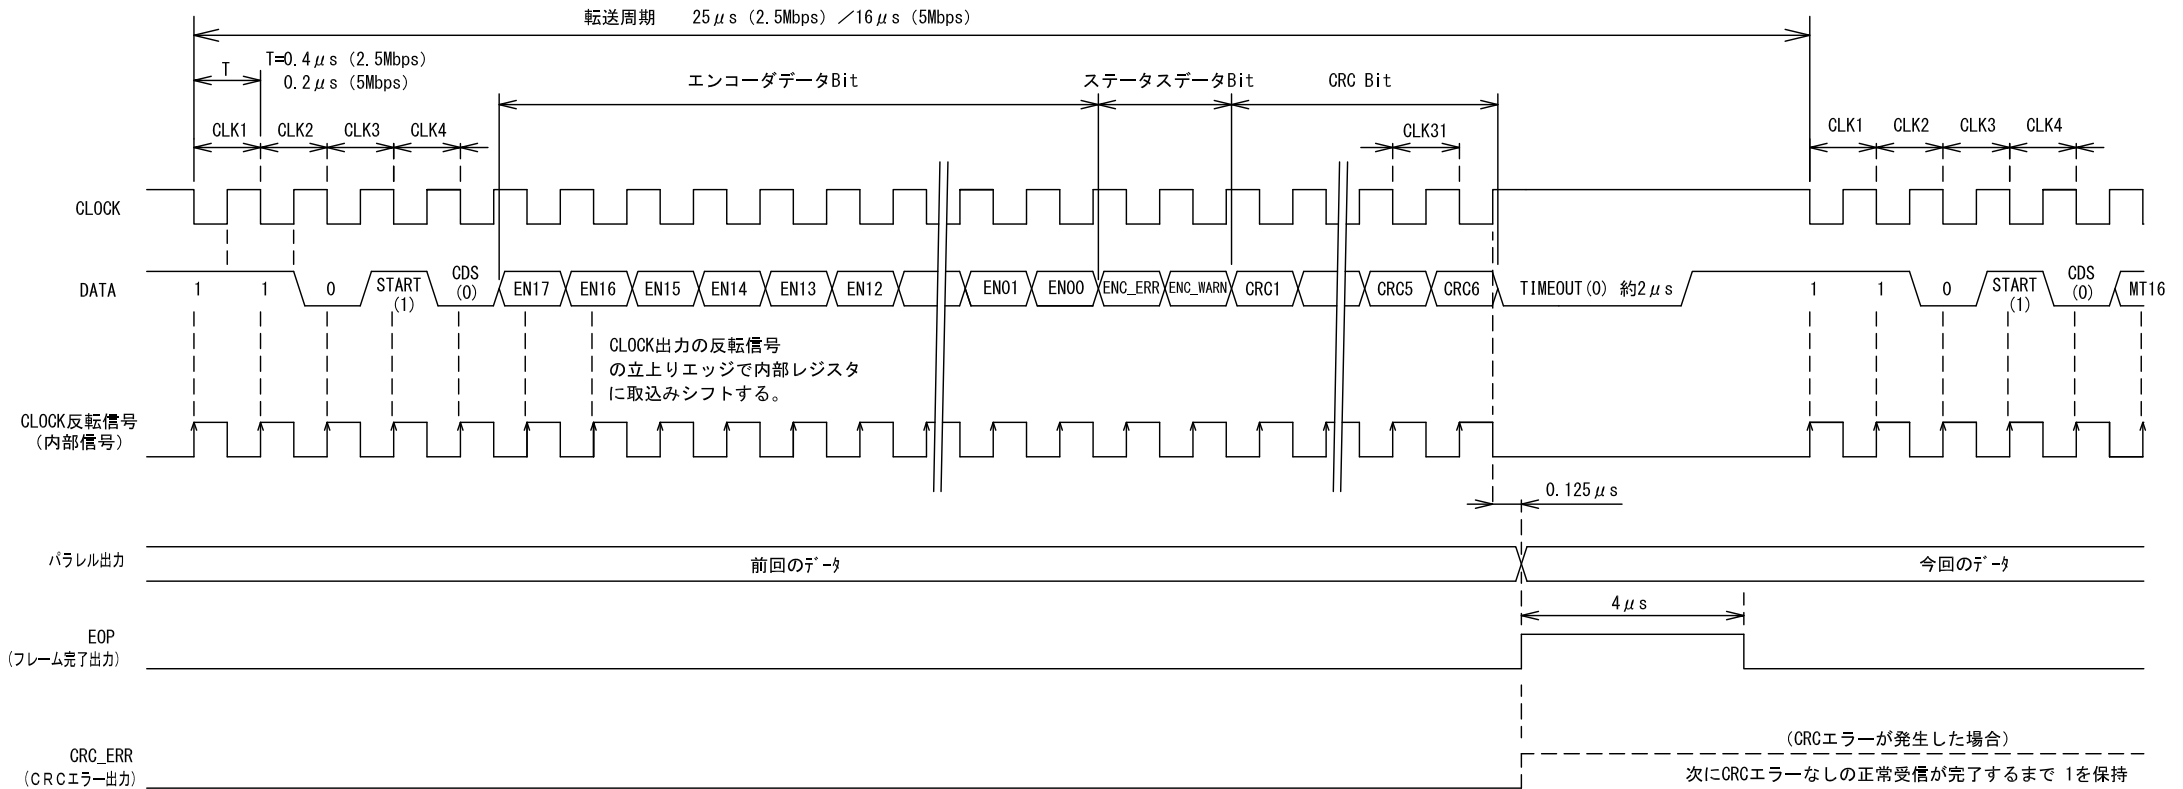 転送周期 25μs (2.5Mbps) ／16μs (5Mbps)
T
T=0.4μs (2.5Mbps)
0.2μs (5Mbps)
エンコーダデータBit
ステータスデータBit
CRC Bit
CLK1 CLK2 CLK3 CLK4
CLK31
CLK1 CLK2 CLK3 CLK4
CLOCK
DATA
1 1 0 START (1) CDS (0) EN17 EN16 EN15 EN14 EN13 EN12 EN01 EN00 ENC_ERR ENC_WARN CRC1 CRC5 CRC6 TIMEOUT(0) 約2μs 1 1 0 START (1) CDS (0) MT16
CLOCK出力の反転信号
の立上りエッジで内部レジスタ
に取込みシフトする。
CLOCK反転信号
(内部信号)
0.125μs
パラレル出力
前回のデータ
今回のデータ
4μs
EOP
(フレーム完了出力)
CRC_ERR
(ＣＲＣエラー出力)
(CRCエラーが発生した場合)
次にCRCエラーなしの正常受信が完了するまで 1を保持